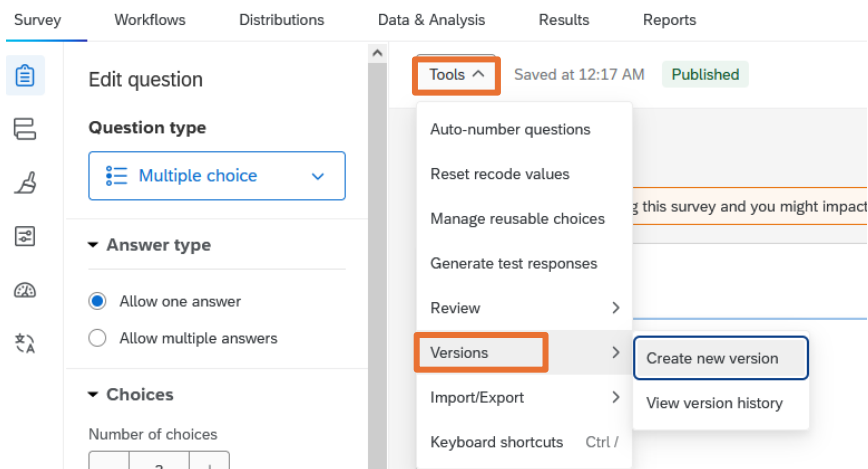 Survey Workflows Distributions Data & Analysis Results Reports
Edit question
Question type
Multiple choice
Answer type
Allow one answer
Allow multiple answers
Choices
Number of choices
Tools Saved at 12:17 AM Published
Auto-number questions
Reset recode values
Manage reusable choices
Generate test responses
Review
Versions
Import/Export
Keyboard shortcuts Ctrl /
this survey and you might impact
Create new version
View version history